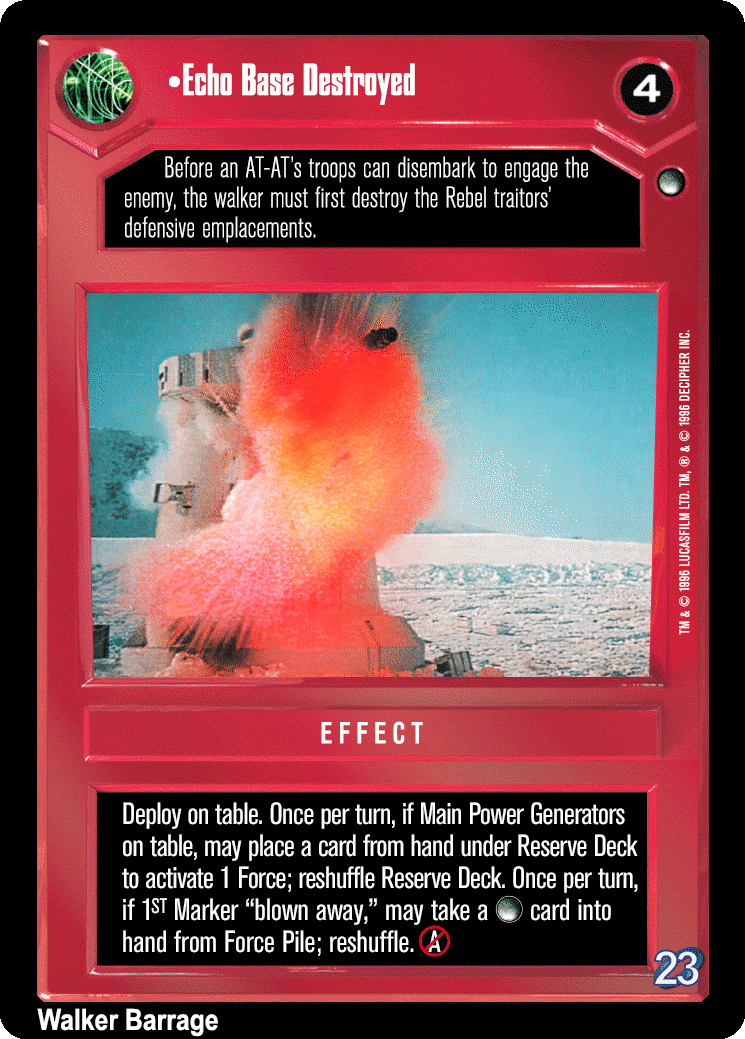 •Echo Base Destroyed
4
Before an AT-AT's troops can disembark to engage the
enemy, the walker must first destroy the Rebel traitors'
defensive emplacements.
TM & © 1996 LUCASFILM LTD. TM, ® & © 1996 DECIPHER INC.
EFFECT
Deploy on table. Once per turn, if Main Power Generators
on table, may place a card from hand under Reserve Deck
to activate 1 Force; reshuffle Reserve Deck. Once per turn,
if 1ST Marker “blown away,” may take a card into
hand from Force Pile; reshuffle. A
23
Walker Barrage